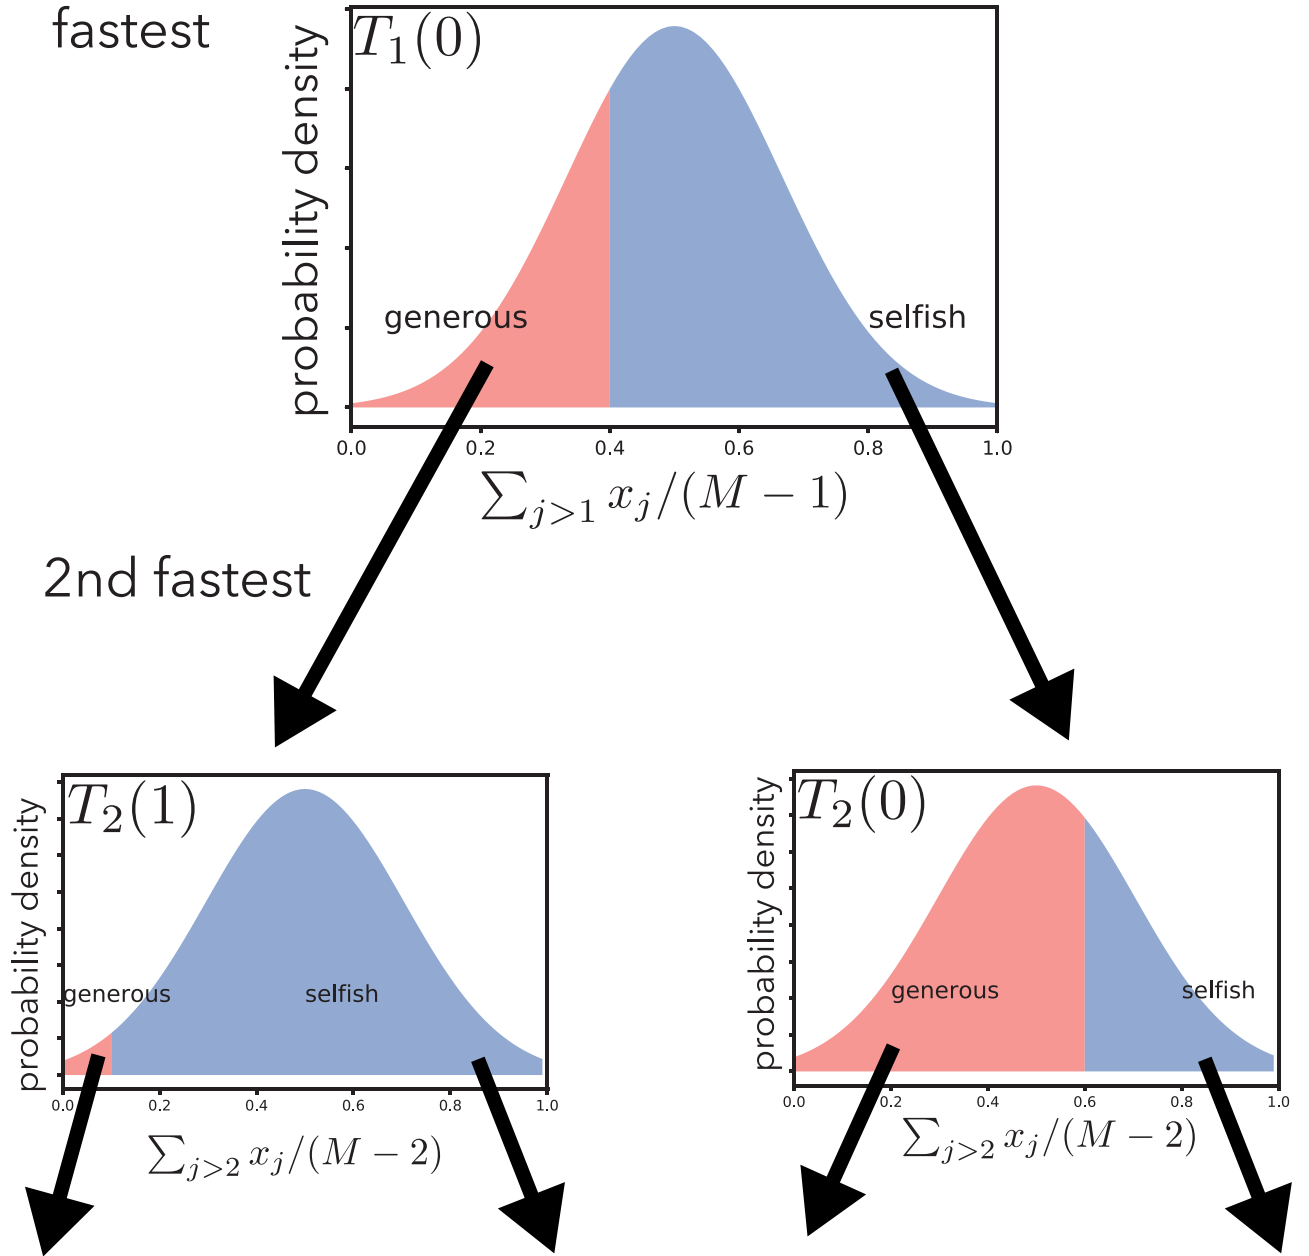 fastest
T_1(0)
probability density
generous
selfish
0.0 0.2 0.4 0.6 0.8 1.0
∑_{j>1} x_j/(M − 1)
2nd fastest
T_2(1)
probability density
generous
selfish
0.0 0.2 0.4 0.6 0.8 1.0
∑_{j>2} x_j/(M − 2)
T_2(0)
probability density
generous
selfish
0.0 0.2 0.4 0.6 0.8 1.0
∑_{j>2} x_j/(M − 2)